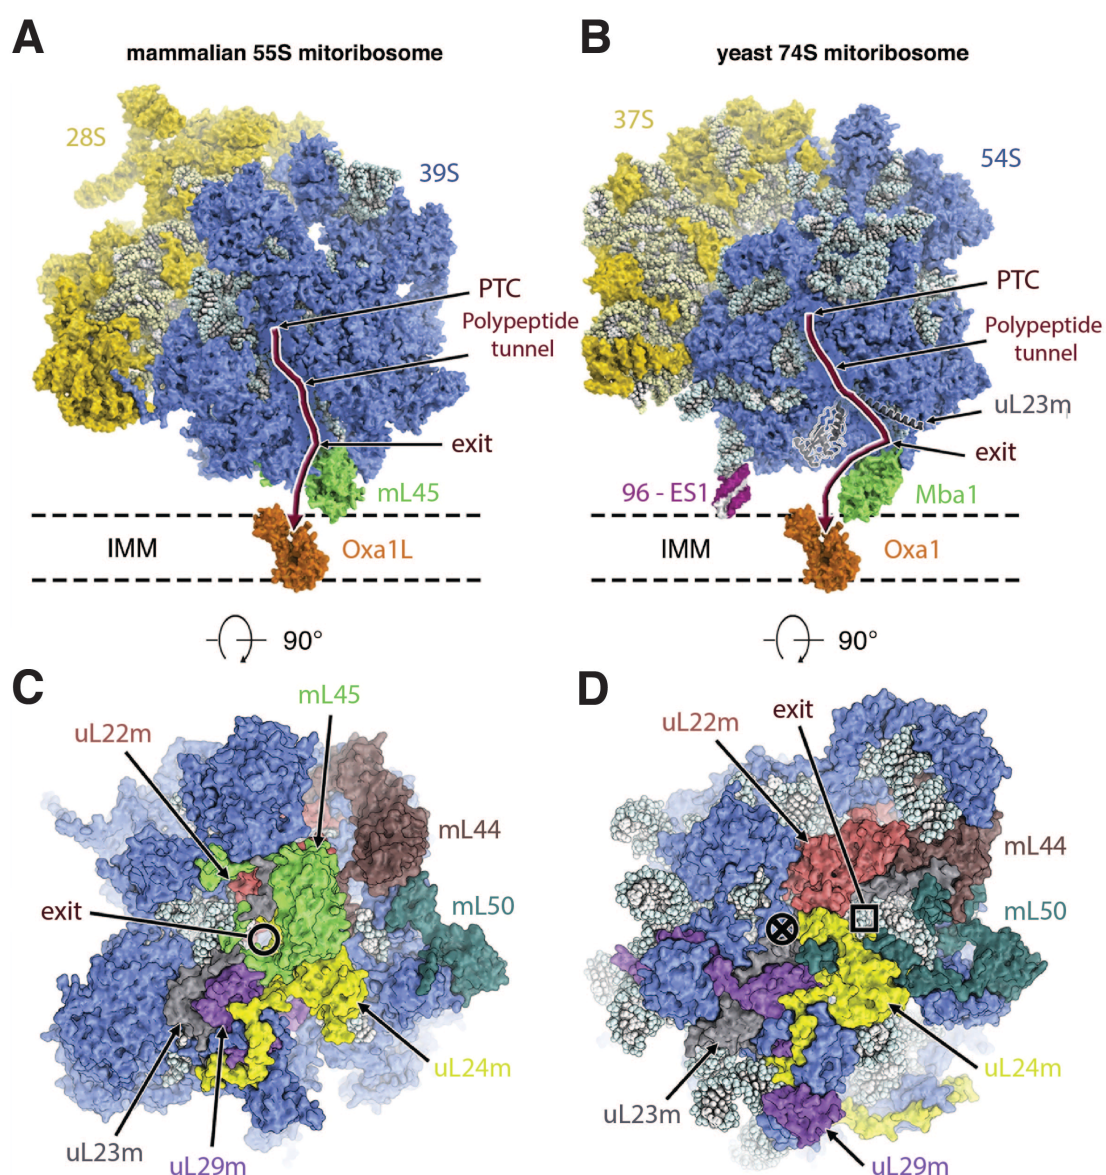 A
B
mammalian 55S mitoribosome
yeast 74S mitoribosome
28S
39S
37S
54S
PTC
Polypeptide
tunnel
exit
mL45
IMM
Oxa1L
PTC
Polypeptide
tunnel
uL23m
exit
96 - ES1
Mba1
IMM
Oxa1
90°
90°
C
D
mL45
uL22m
mL44
mL50
exit
uL24m
uL23m
uL29m
exit
uL22m
mL44
mL50
uL24m
uL23m
uL29m